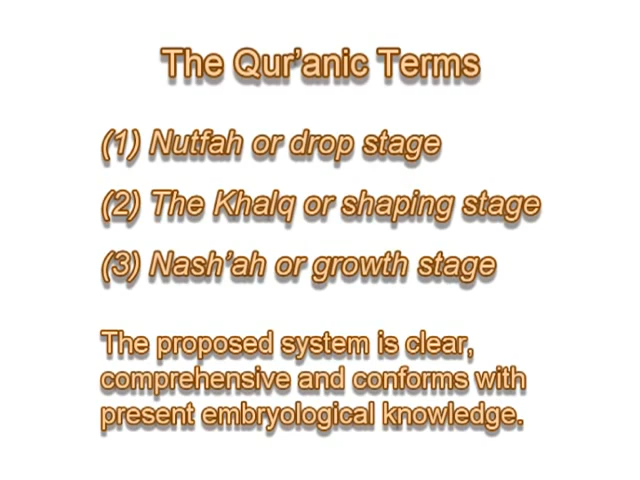 The Qur’anic Terms
(1) Nutfah or drop stage
(2) The Khalq or shaping stage
(3) Nash’ah or growth stage
The proposed system is clear,
comprehensive and conforms with
present embryological knowledge.